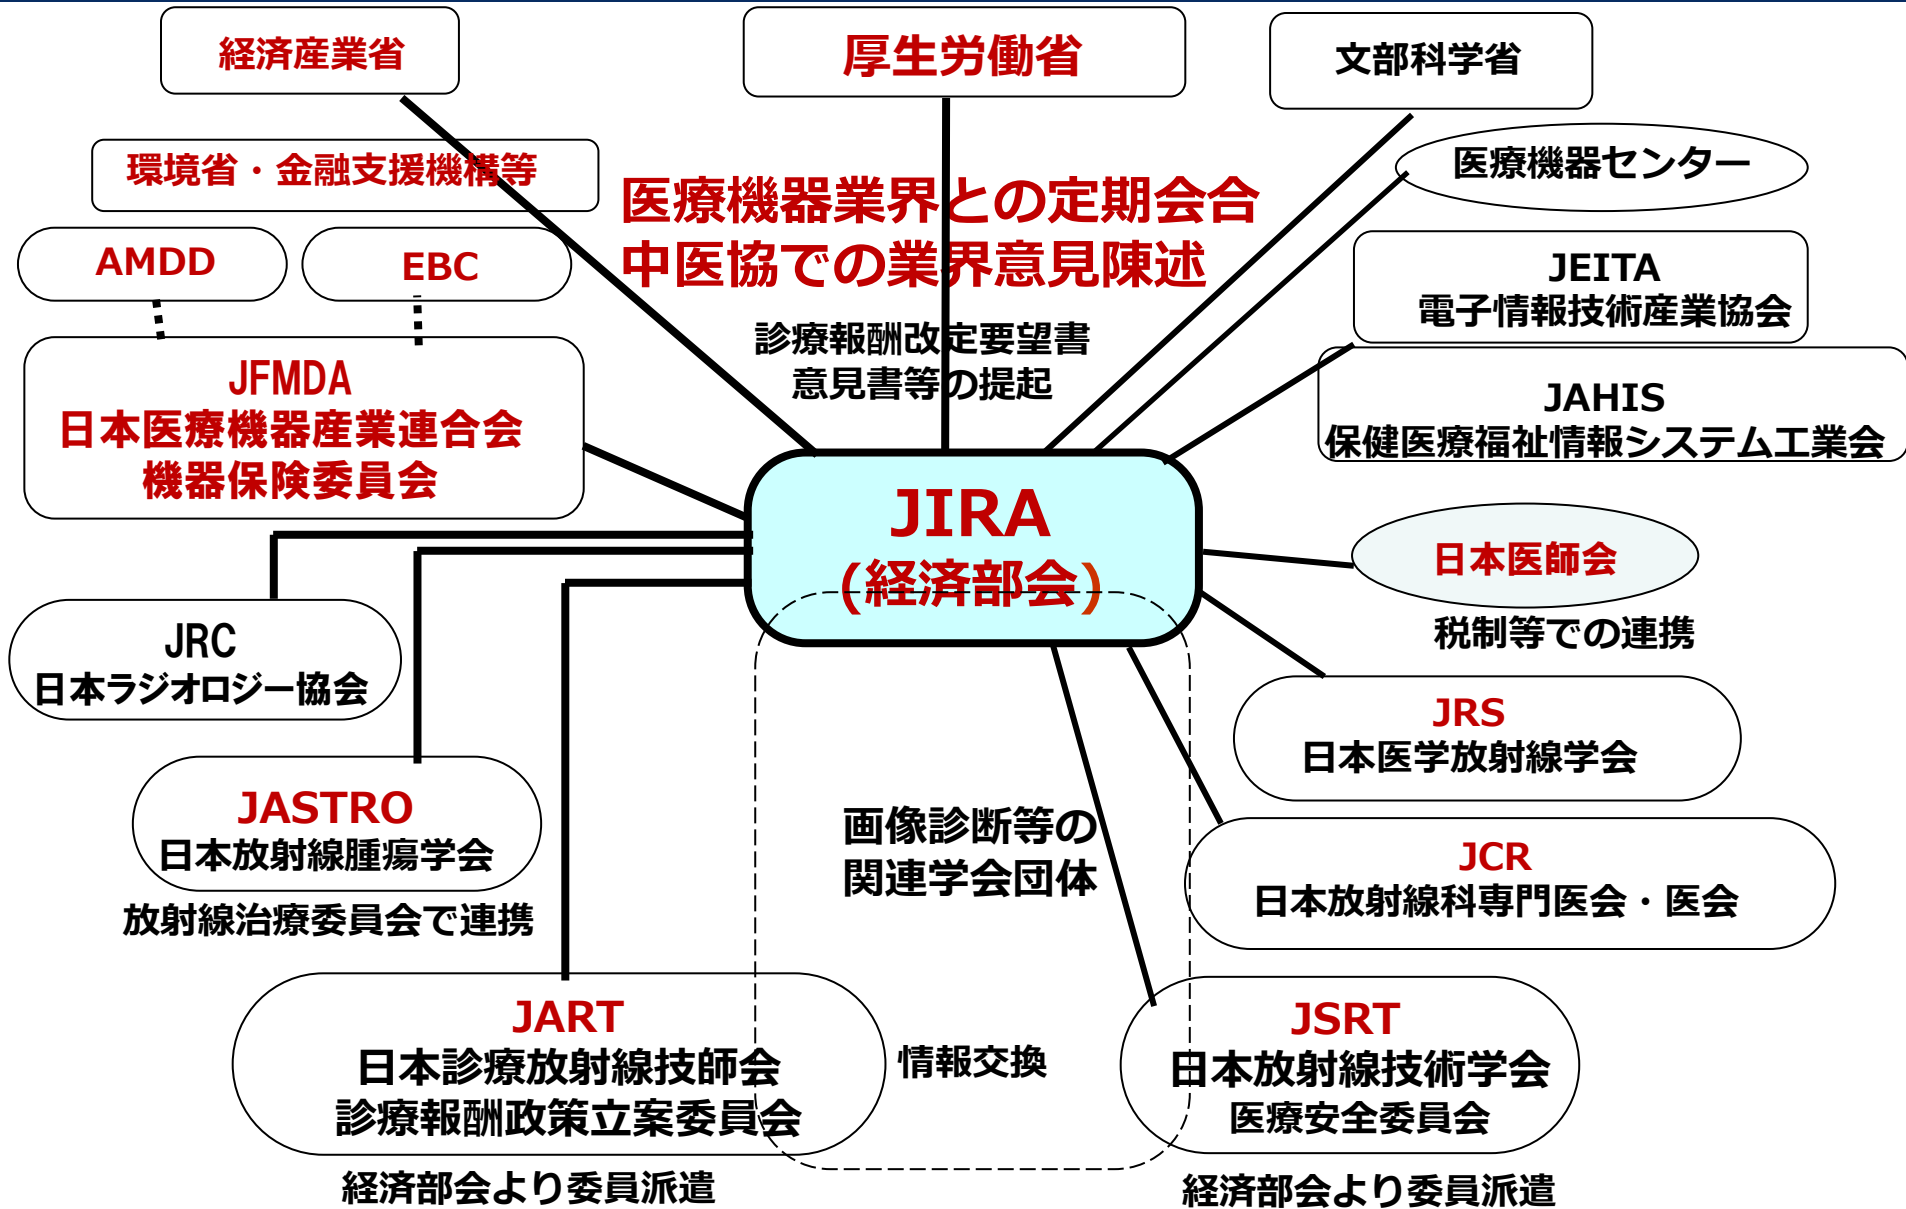 経済産業省
厚生労働省
文部科学省
環境省・金融支援機構等
医療機器センター
医療機器業界との定期会合
中医協での業界意見陳述
AMDD
EBC
JEITA
電子情報技術産業協会
診療報酬改定要望書
意見書等の提起
JFMDA
日本医療機器産業連合会
機器保険委員会
JAHIS
保健医療福祉情報システム工業会
JIRA
(経済部会)
日本医師会
税制等での連携
JRC
日本ラジオロジー協会
JRS
日本医学放射線学会
JASTRO
日本放射線腫瘍学会
放射線治療委員会で連携
画像診断等の
関連学会団体
JCR
日本放射線科専門医会・医会
JART
日本診療放射線技師会
診療報酬政策立案委員会
経済部会より委員派遣
情報交換
JSRT
日本放射線技術学会
医療安全委員会
経済部会より委員派遣